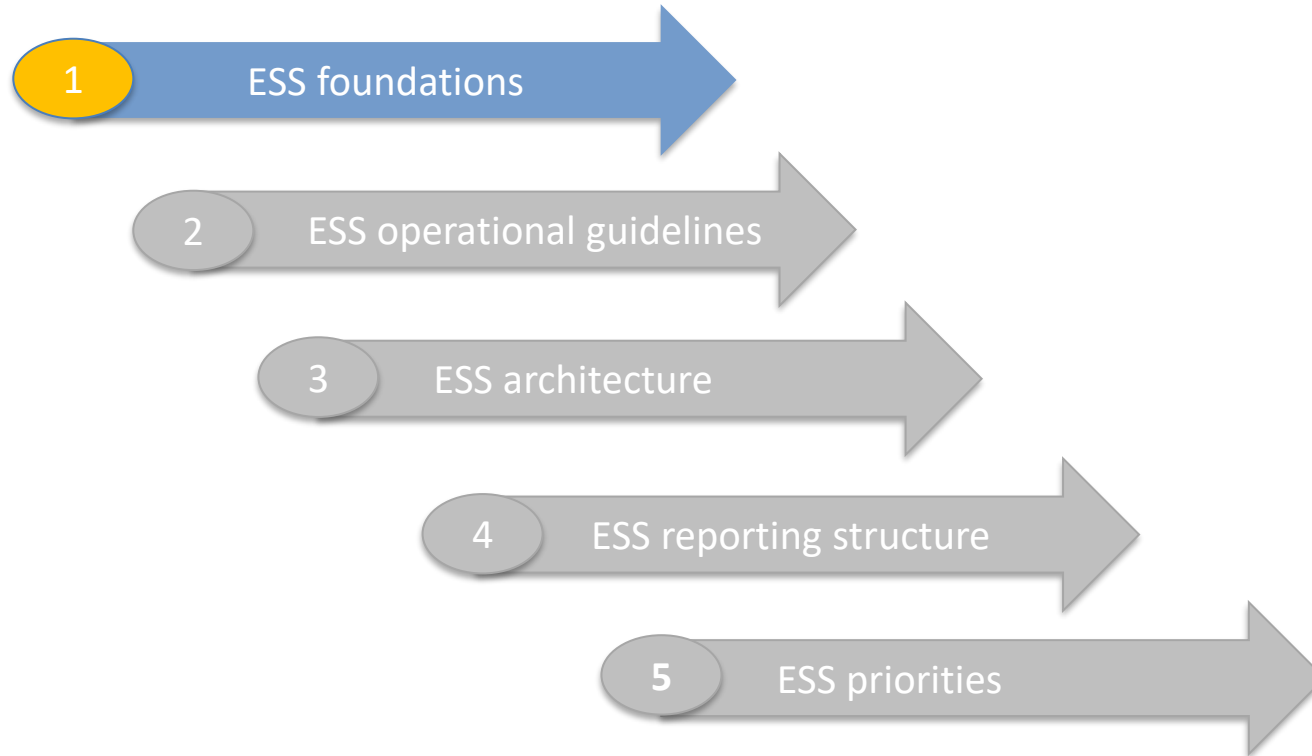 1 ESS foundations
2 ESS operational guidelines
3 ESS architecture
4 ESS reporting structure
5 ESS priorities